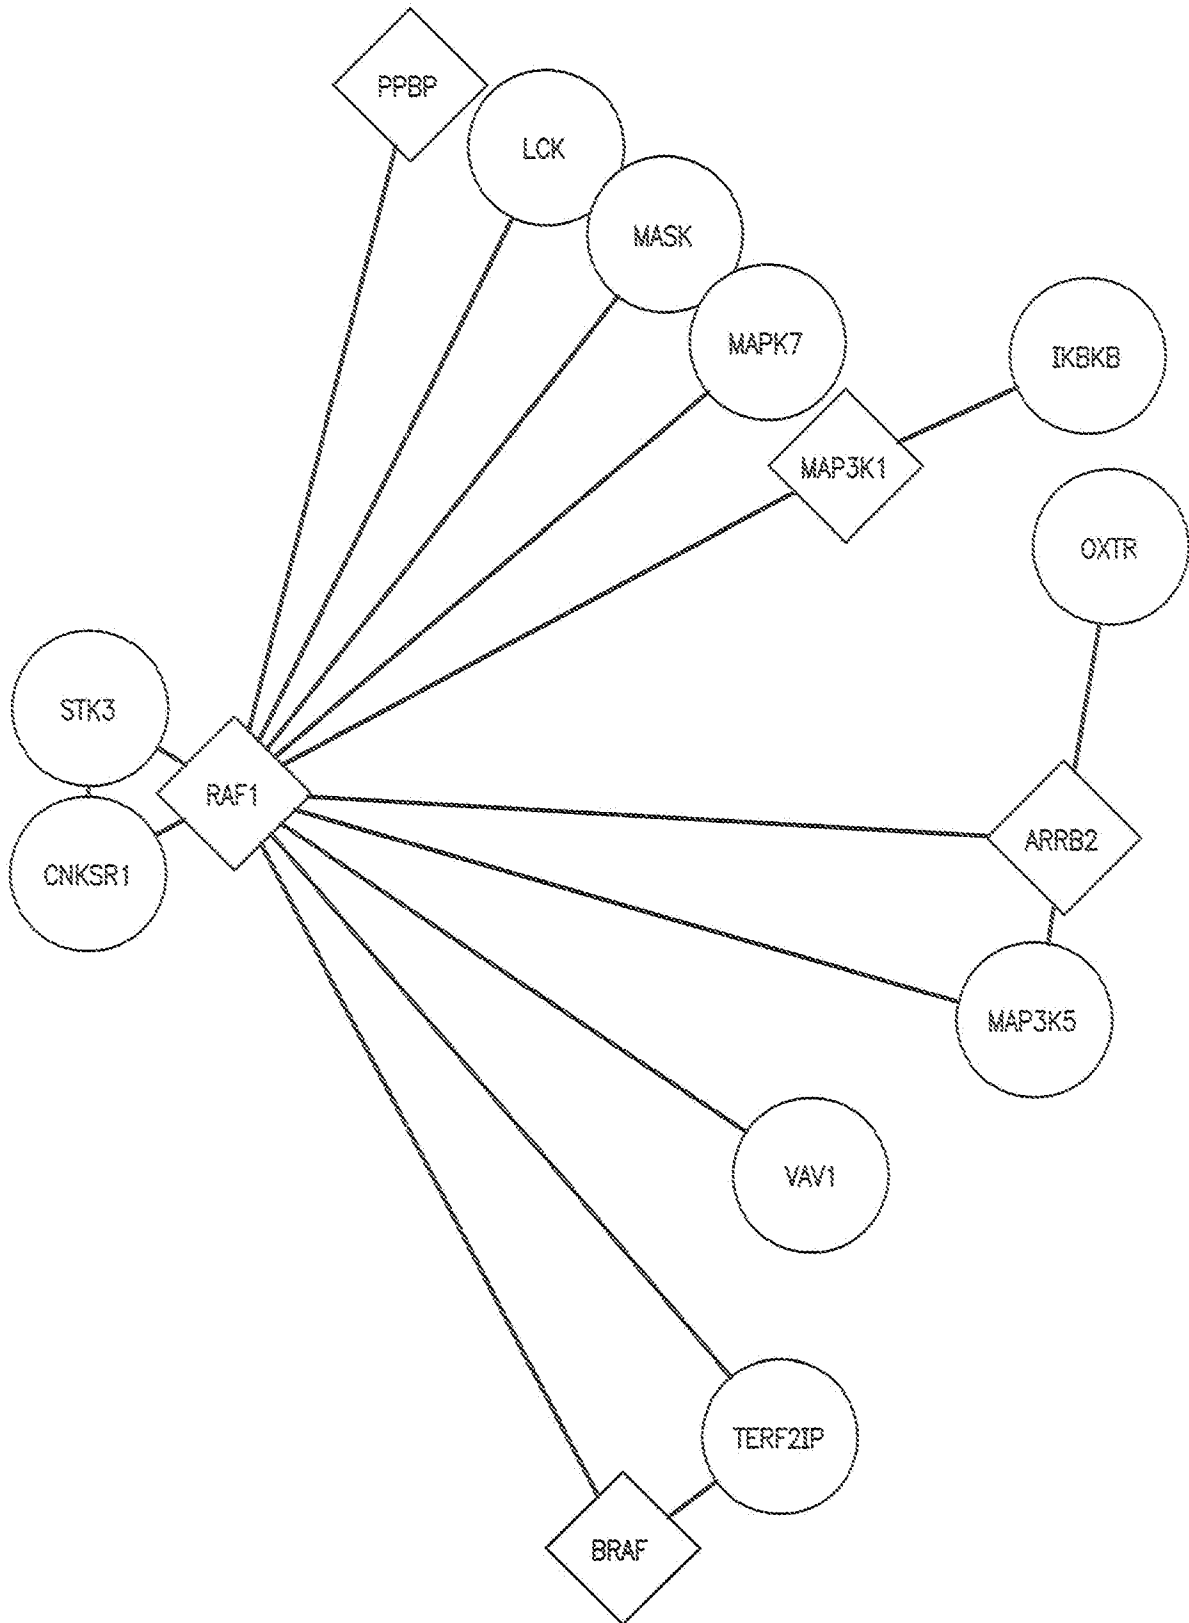 PPBP
LCK
MASK
MAPK7
IKBKB
MAP3K1
OXTR
STK3
RAF1
ARRB2
CNKSR1
MAP3K5
VAV1
TERF2IP
BRAF